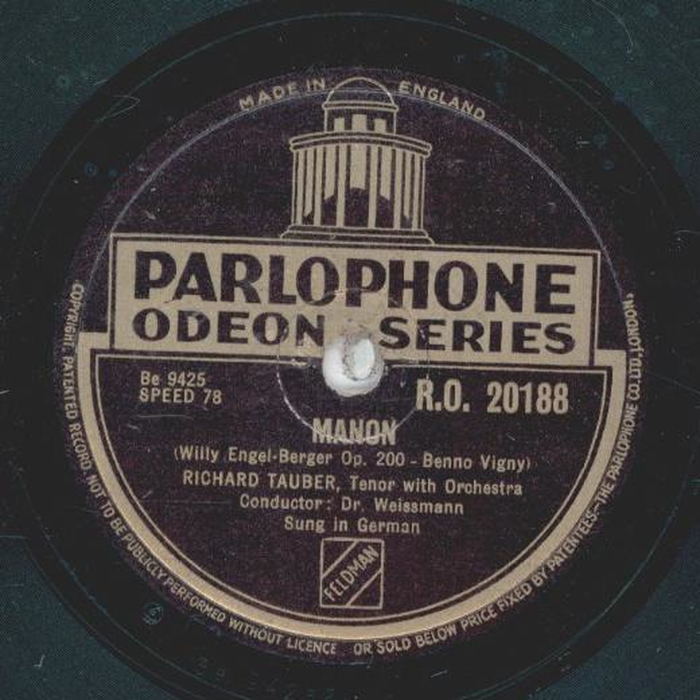 MADE IN ENGLAND
PARLOPHONE
ODEON SERIES
Be 9425
SPEED 78
R.O. 20188
MANON
(Willy Engel-Berger Op. 200 - Benno Vigny)
RICHARD TAUBER, Tenor with Orchestra
Conductor: Dr. Weissmann
Sung in German
FELDMAN
COPYRIGHT: PATENTED RECORD NOT TO BE PUBLICLY PERFORMED WITHOUT LICENCE OR SOLD BELOW PRICE FIXED BY PATENTEES-THE PARLOPHONE CO. LTD, LONDON